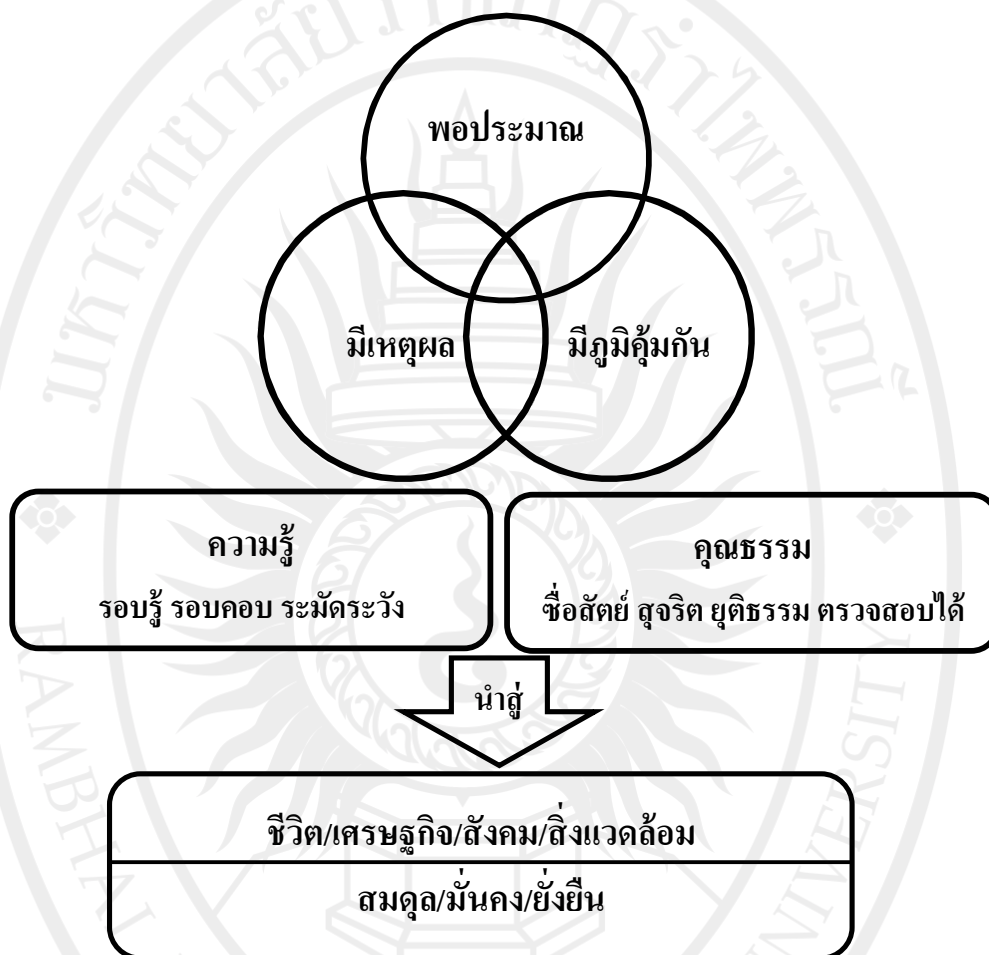 พอประมาณ
มีเหตุผล
มีภูมิคุ้มกัน
ความรู้
รอบรู้ รอบคอบ ระมัดระวัง
คุณธรรม
ซื่อสัตย์ สุจริต ยุติธรรม ตรวจสอบได้
นำสู่
ชีวิต/เศรษฐกิจ/สังคม/สิ่งแวดล้อม
สมดุล/มั่นคง/ยั่งยืน